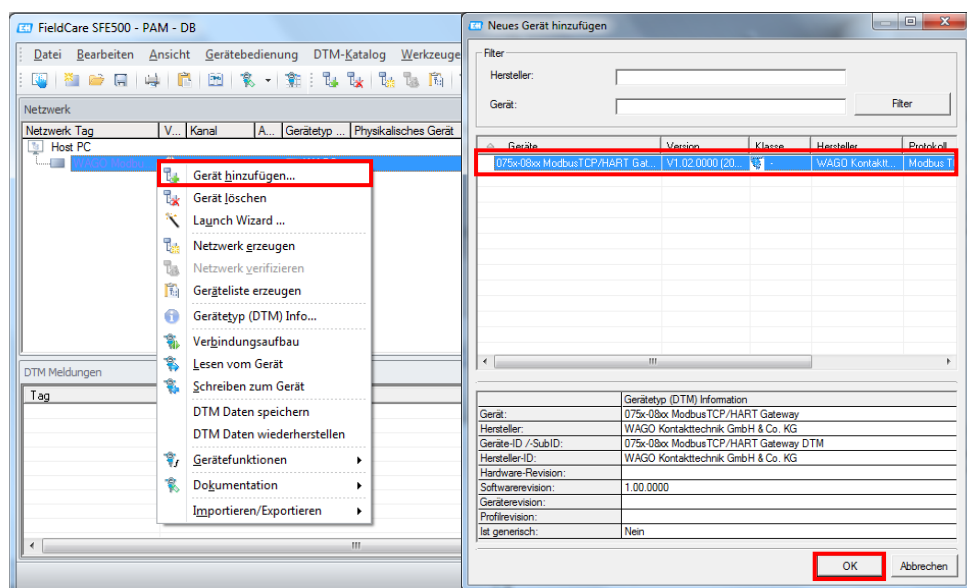 FieldCare SFE500 - PAM - DB
Datei Bearbeiten Ansicht Gerätebedienung DTM-Katalog Werkzeuge
Netzwerk
Netzwerk Tag V... Kanal A... Gerätetyp ... Physikalisches Gerät
Host PC
WAGO Modbu
Gerät hinzufügen...
Gerät löschen
Launch Wizard ...
Netzwerk erzeugen
Netzwerk verifizieren
Geräteliste erzeugen
Gerätetyp (DTM) Info...
Verbindungsaufbau
Lesen vom Gerät
Schreiben zum Gerät
DTM Daten speichern
DTM Daten wiederherstellen
Gerätefunktionen
Dokumentation
Importieren/Exportieren
DTM Meldungen
Tag
Neues Gerät hinzufügen
Filter
Hersteller:
Gerät:
Filter
Geräte Version Klasse Hersteller Protokoll
075x-08xx ModbusTCP/HART Gat... V1.02.0000 (20... - WAGO Kontaktt... Modbus T
Gerätetyp (DTM) Information
Gerät: 075x-08xx ModbusTCP/HART Gateway
Hersteller: WAGO Kontakttechnik GmbH & Co. KG
Geräte-ID /-SubID: 075x-08xx ModbusTCP/HART Gateway DTM
Hersteller-ID: WAGO Kontakttechnik GmbH & Co. KG
Hardware-Revision:
Softwarerevision: 1.00.0000
Geräterevision:
Profilrevision:
Ist generisch: Nein
OK Abbrechen